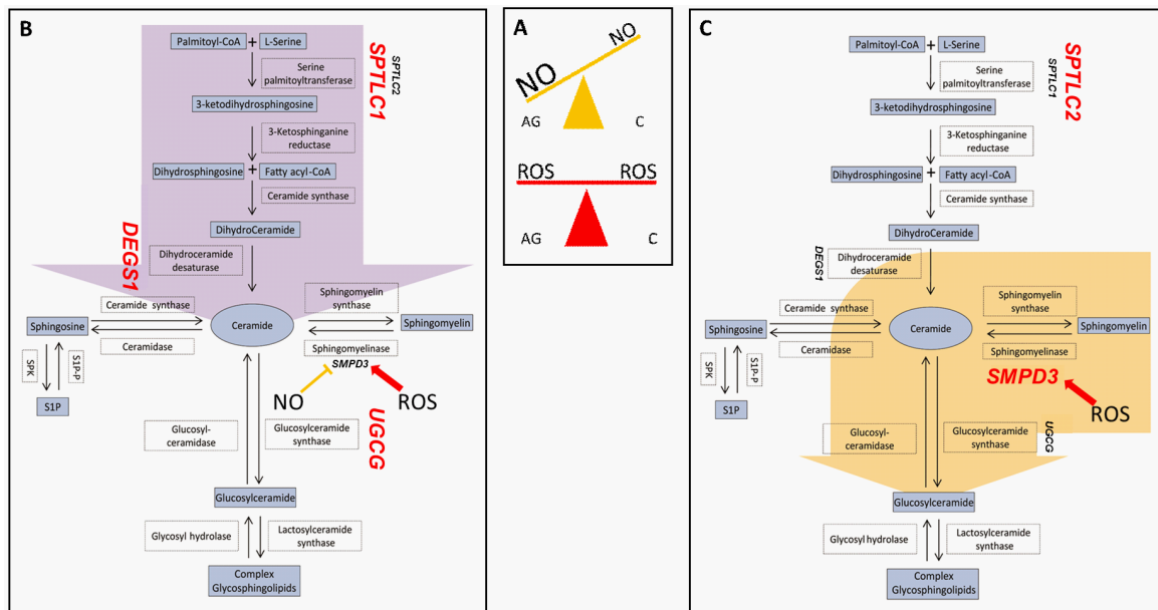 B
Palmitoyl-CoA + L-Serine
SPTLC2
SPTLC1
Serine
palmitoyltransferase
3-ketodihydrosphingosine
3-Ketosphinganine
reductase
Dihydrosphingosine + Fatty acyl-CoA
Ceramide synthase
DihydroCeramide
DEGS1
Dihydroceramide
desaturase
Ceramide synthase
Sphingomyelin
synthase
Sphingosine
Ceramide
Sphingomyelin
Ceramidase
Sphingomyelinase
SMPD3
SPK
S1P-P
NO
ROS
S1P
UGCG
Glucosyl-
ceramidase
Glucosylceramide
synthase
Glucosylceramide
Glycosyl hydrolase
Lactosylceramide
synthase
Complex
Glycosphingolipids
A
NO
NO
AG C
ROS ROS
AG C
C
Palmitoyl-CoA + L-Serine
SPTLC2
SPTLC1
Serine
palmitoyltransferase
3-ketodihydrosphingosine
3-Ketosphinganine
reductase
Dihydrosphingosine + Fatty acyl-CoA
Ceramide synthase
DihydroCeramide
DEGS1
Dihydroceramide
desaturase
Ceramide synthase
Sphingomyelin
synthase
Sphingosine
Ceramide
Sphingomyelin
Ceramidase
Sphingomyelinase
SMPD3
SPK
S1P-P
ROS
S1P
UGCG
Glucosyl-
ceramidase
Glucosylceramide
synthase
Glucosylceramide
Glycosyl hydrolase
Lactosylceramide
synthase
Complex
Glycosphingolipids